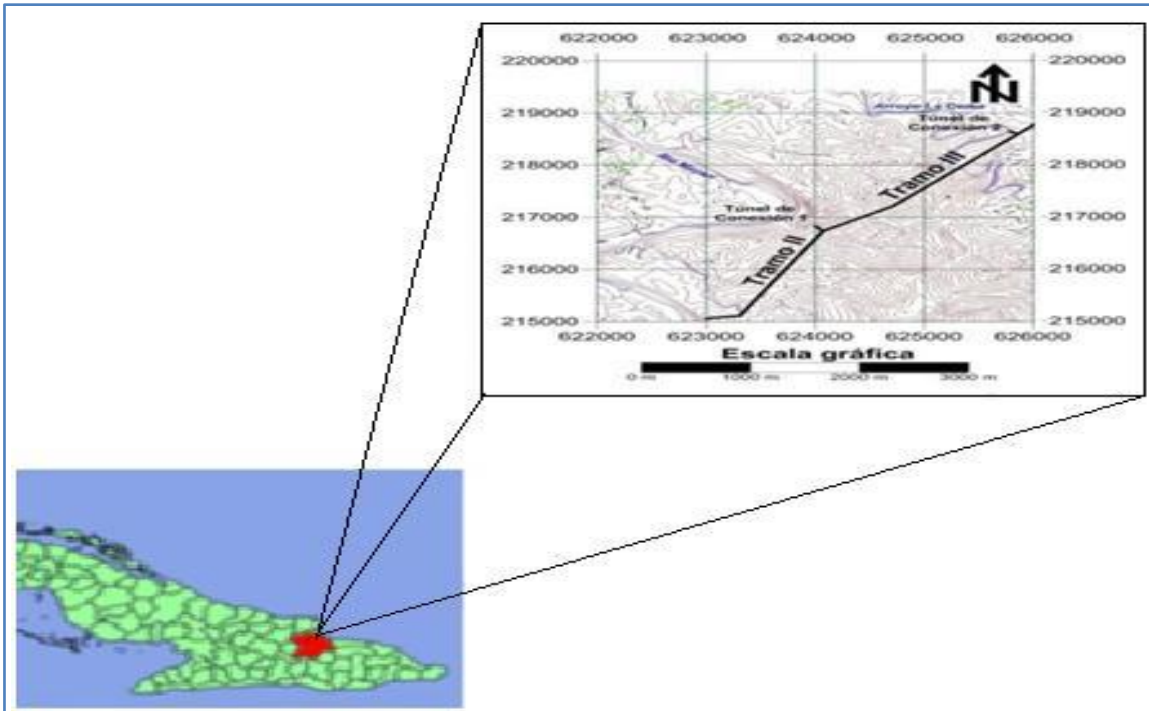 622000 623000 624000 625000 626000
220000 220000
N
219000 219000
Túnel de
Conexión 2
218000 218000
Tramo III
Túnel de
Conexión 1
217000 217000
Tramo II
216000 216000
215000 215000
622000 623000 624000 625000 626000
Escala gráfica
0 m 1000 m 2000 m 3000 m